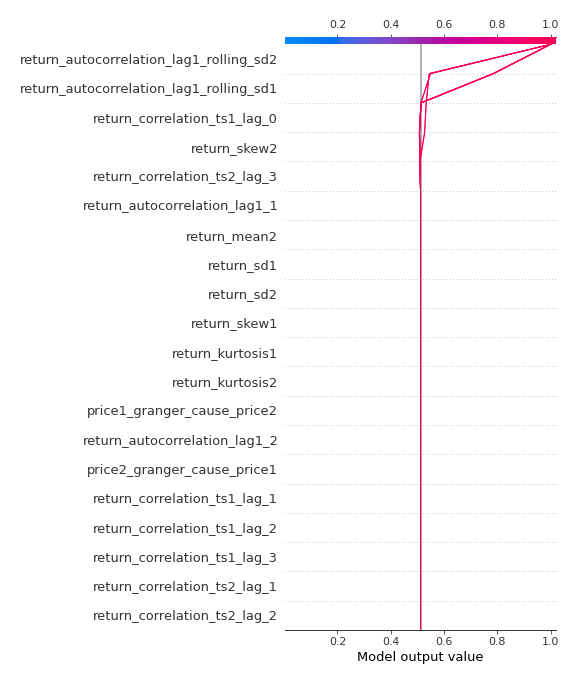 0.2 0.4 0.6 0.8 1.0
return_autocorrelation_lag1_rolling_sd2
return_autocorrelation_lag1_rolling_sd1
return_correlation_ts1_lag_0
return_skew2
return_correlation_ts2_lag_3
return_autocorrelation_lag1_1
return_mean2
return_sd1
return_sd2
return_skew1
return_kurtosis1
return_kurtosis2
price1_granger_cause_price2
return_autocorrelation_lag1_2
price2_granger_cause_price1
return_correlation_ts1_lag_1
return_correlation_ts1_lag_2
return_correlation_ts1_lag_3
return_correlation_ts2_lag_1
return_correlation_ts2_lag_2
0.2 0.4 0.6 0.8 1.0
Model output value